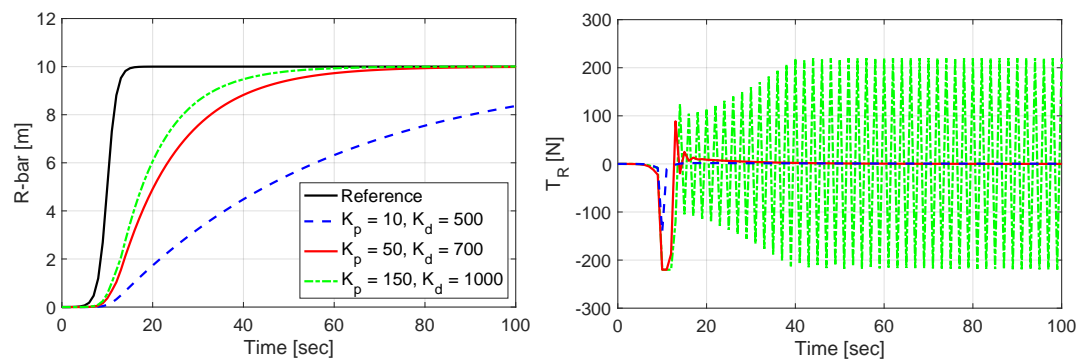 12
10
8
6
4
2
0
R-bar [m]
0 20 40 60 80 100
Time [sec]
Reference
K_p = 10, K_d = 500
K_p = 50, K_d = 700
K_p = 150, K_d = 1000
300
200
100
0
-100
-200
-300
T_R [N]
0 20 40 60 80 100
Time [sec]